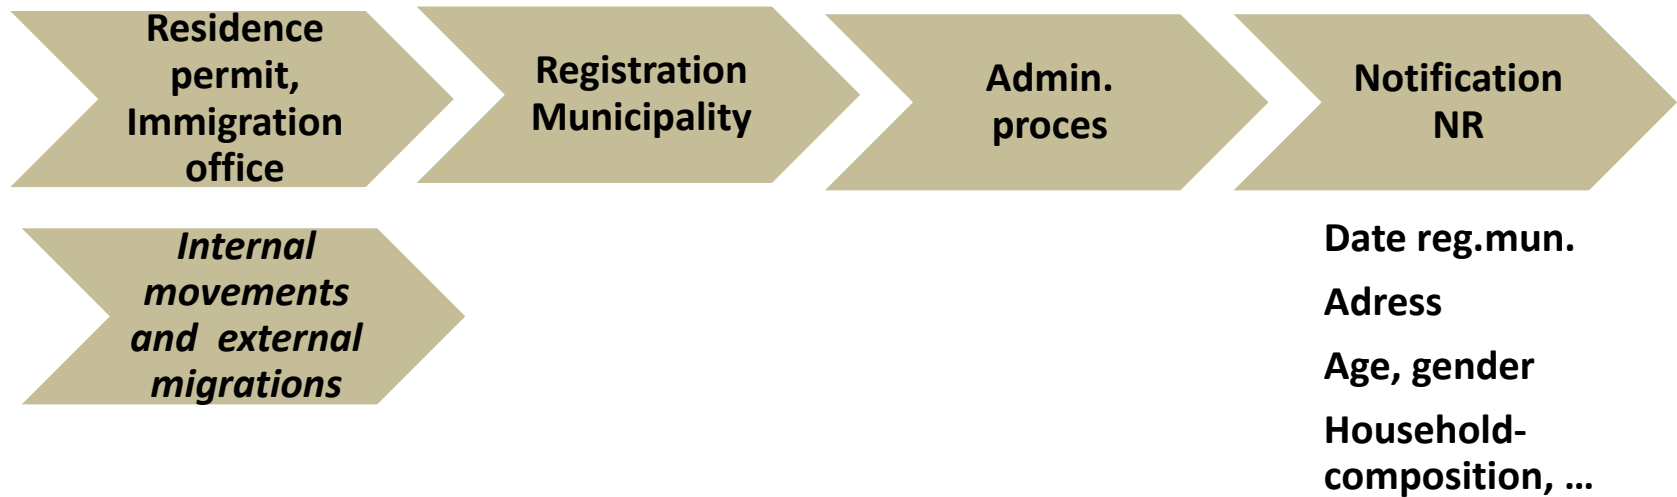 Residence
permit,
Immigration
office
Registration
Municipality
Admin.
proces
Notification
NR
Internal
movements
and external
migrations
Date reg.mun.
Adress
Age, gender
Household-
composition, ...